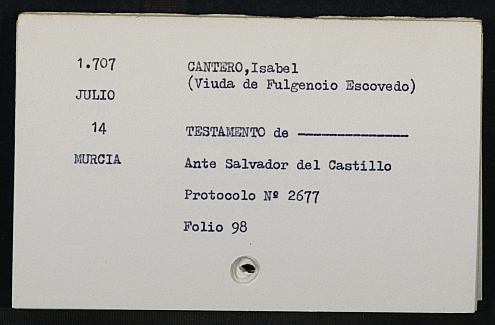 1.707
JULIO
14
MURCIA
CANTERO,Isabel
(Viuda de Fulgencio Escovedo)
TESTAMENTO de --------------
Ante Salvador del Castillo
Protocolo Nº 2677
Folio 98